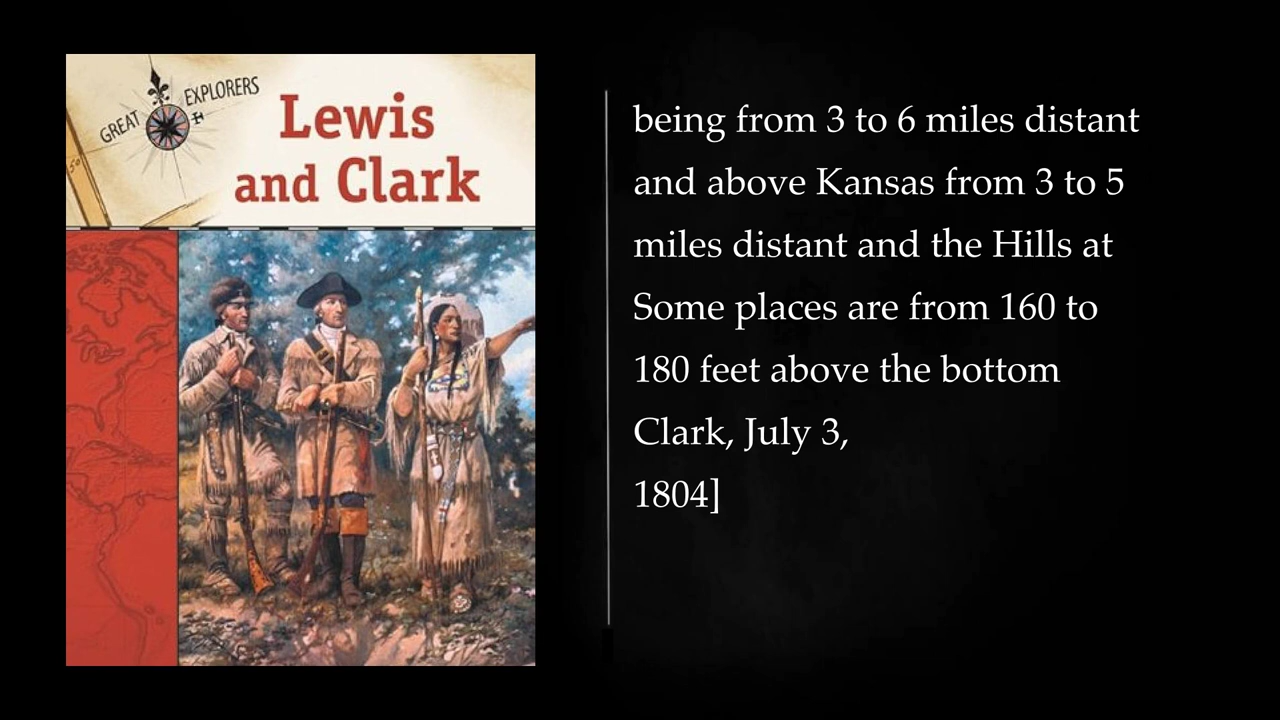 GREAT EXPLORERS
Lewis
and Clark
50
being from 3 to 6 miles distant
and above Kansas from 3 to 5
miles distant and the Hills at
Some places are from 160 to
180 feet above the bottom
Clark, July 3,
1804]